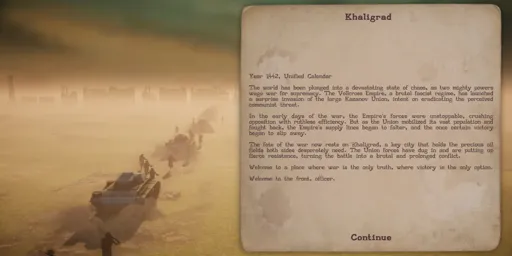 Khaligrad
Year 1642, Unified Calendar
The world has been plunged into a devastating state of chaos, as two mighty powers
wage war for supremacy. The Empire, a brutal fascist regime, has launched
a surprise invasion of the large Union, intent on eradicating the perceived
communist threat.
In the early days of the war, the Empire's forces were unstoppable, crushing
opposition with ruthless efficiency. But as the Union mobilized its vast population and
fought back, the Empire's supply lines began to falter, and the once certain victory
began to slip away.
The fate of the war now rests on Khaligrad, a key city that holds the precious oil
fields both sides desperately need. The Union forces have dug in and are putting up
fierce resistance, turning the battle into a brutal and prolonged conflict.
Welcome to a place where war is the only truth, where victory is the only option.
Welcome to the front, officer.
Continue